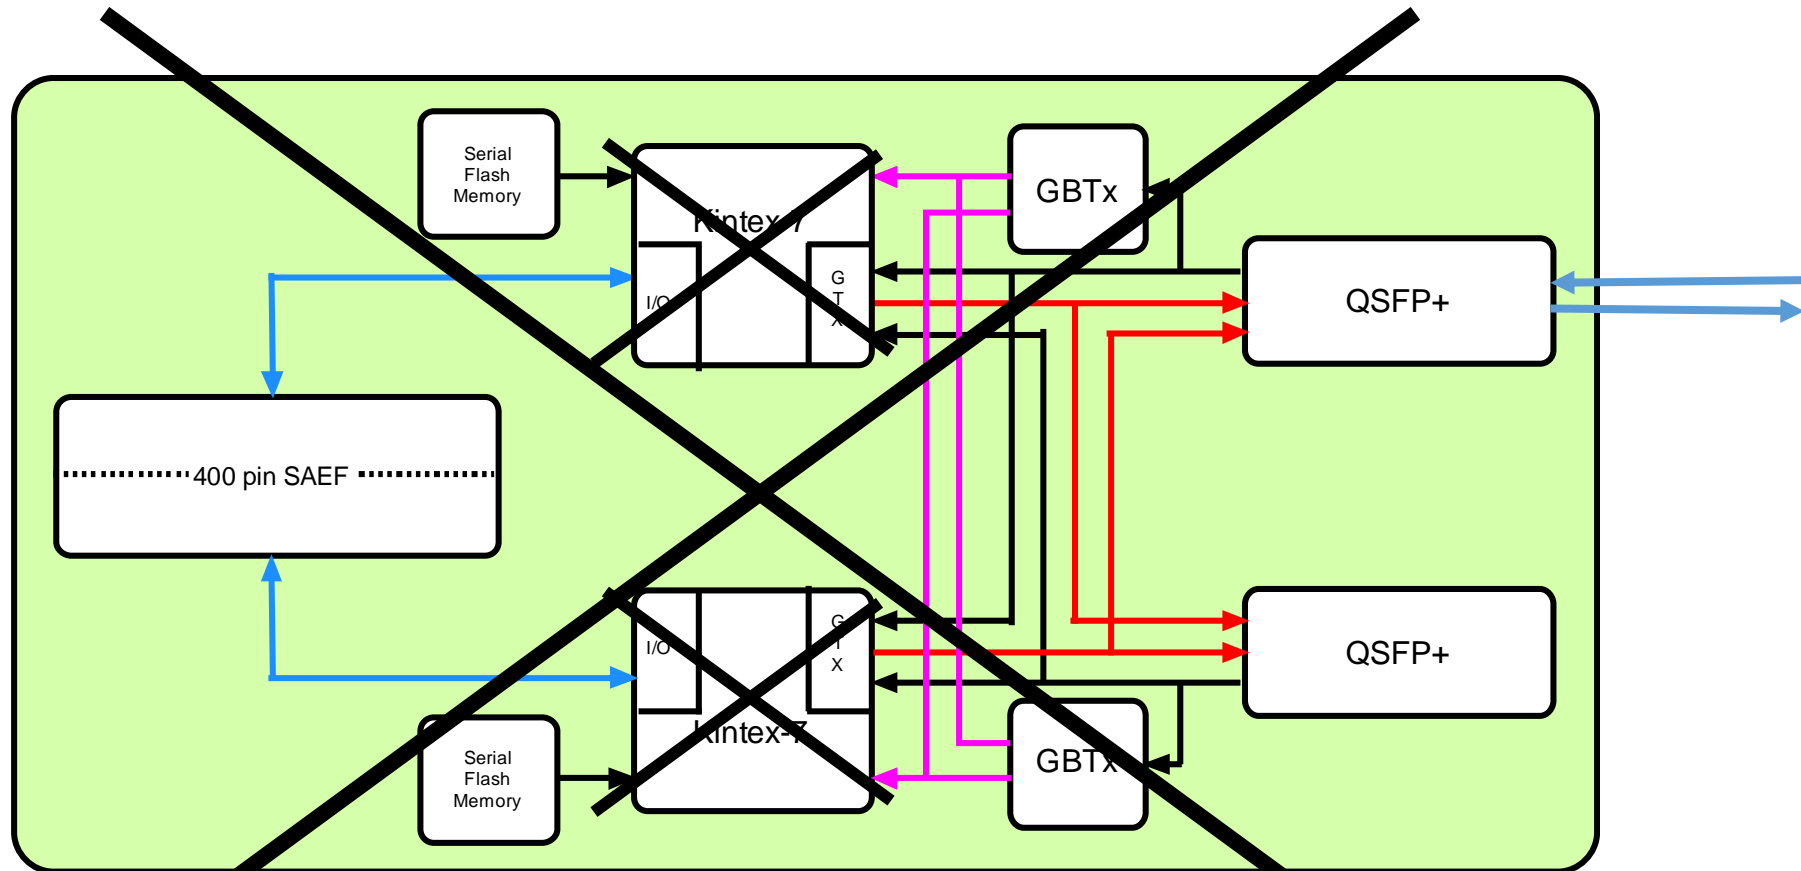 Serial
Flash
Memory
Kintex-7
GBTx
I/O
G
T
X
QSFP+
400 pin SAEF
I/O
G
T
X
QSFP+
Kintex-7
Serial
Flash
Memory
GBTx